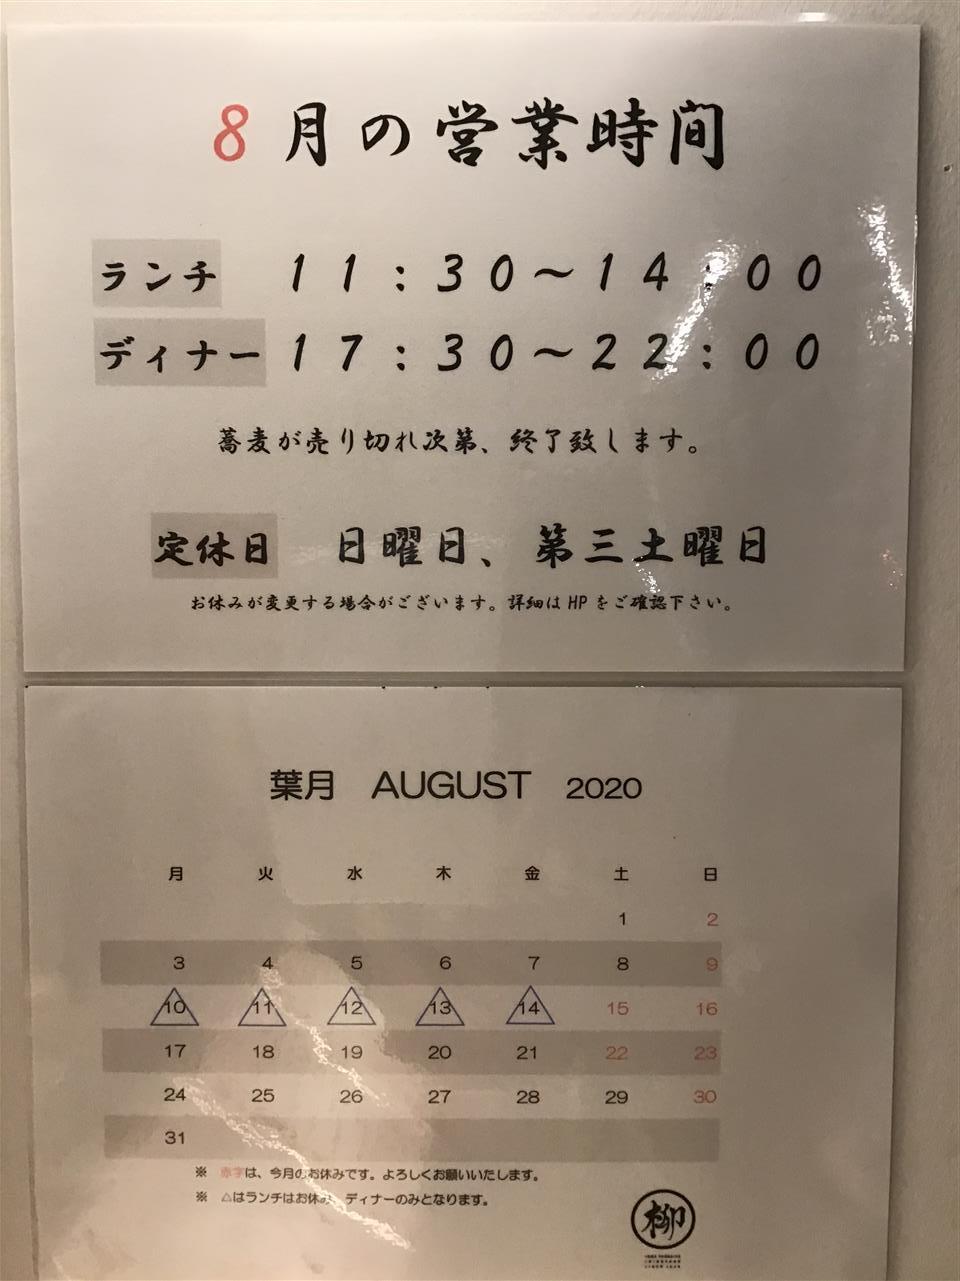 8月の営業時間
ランチ 11:30～14:00
ディナー 17:30～22:00
蕎麦が売り切れ次第、終了致します。
定休日 日曜日、第三土曜日
お休みが変更する場合がございます。詳細はHPをご確認下さい。
葉月 AUGUST 2020
月 火 水 木 金 土 日
1 2
3 4 5 6 7 8 9
10 11 12 13 14 15 16
17 18 19 20 21 22 23
24 25 26 27 28 29 30
31
※ 赤字は、今月のお休みです。よろしくお願いいたします。
※ △はランチはお休み ディナーのみとなります。
柳